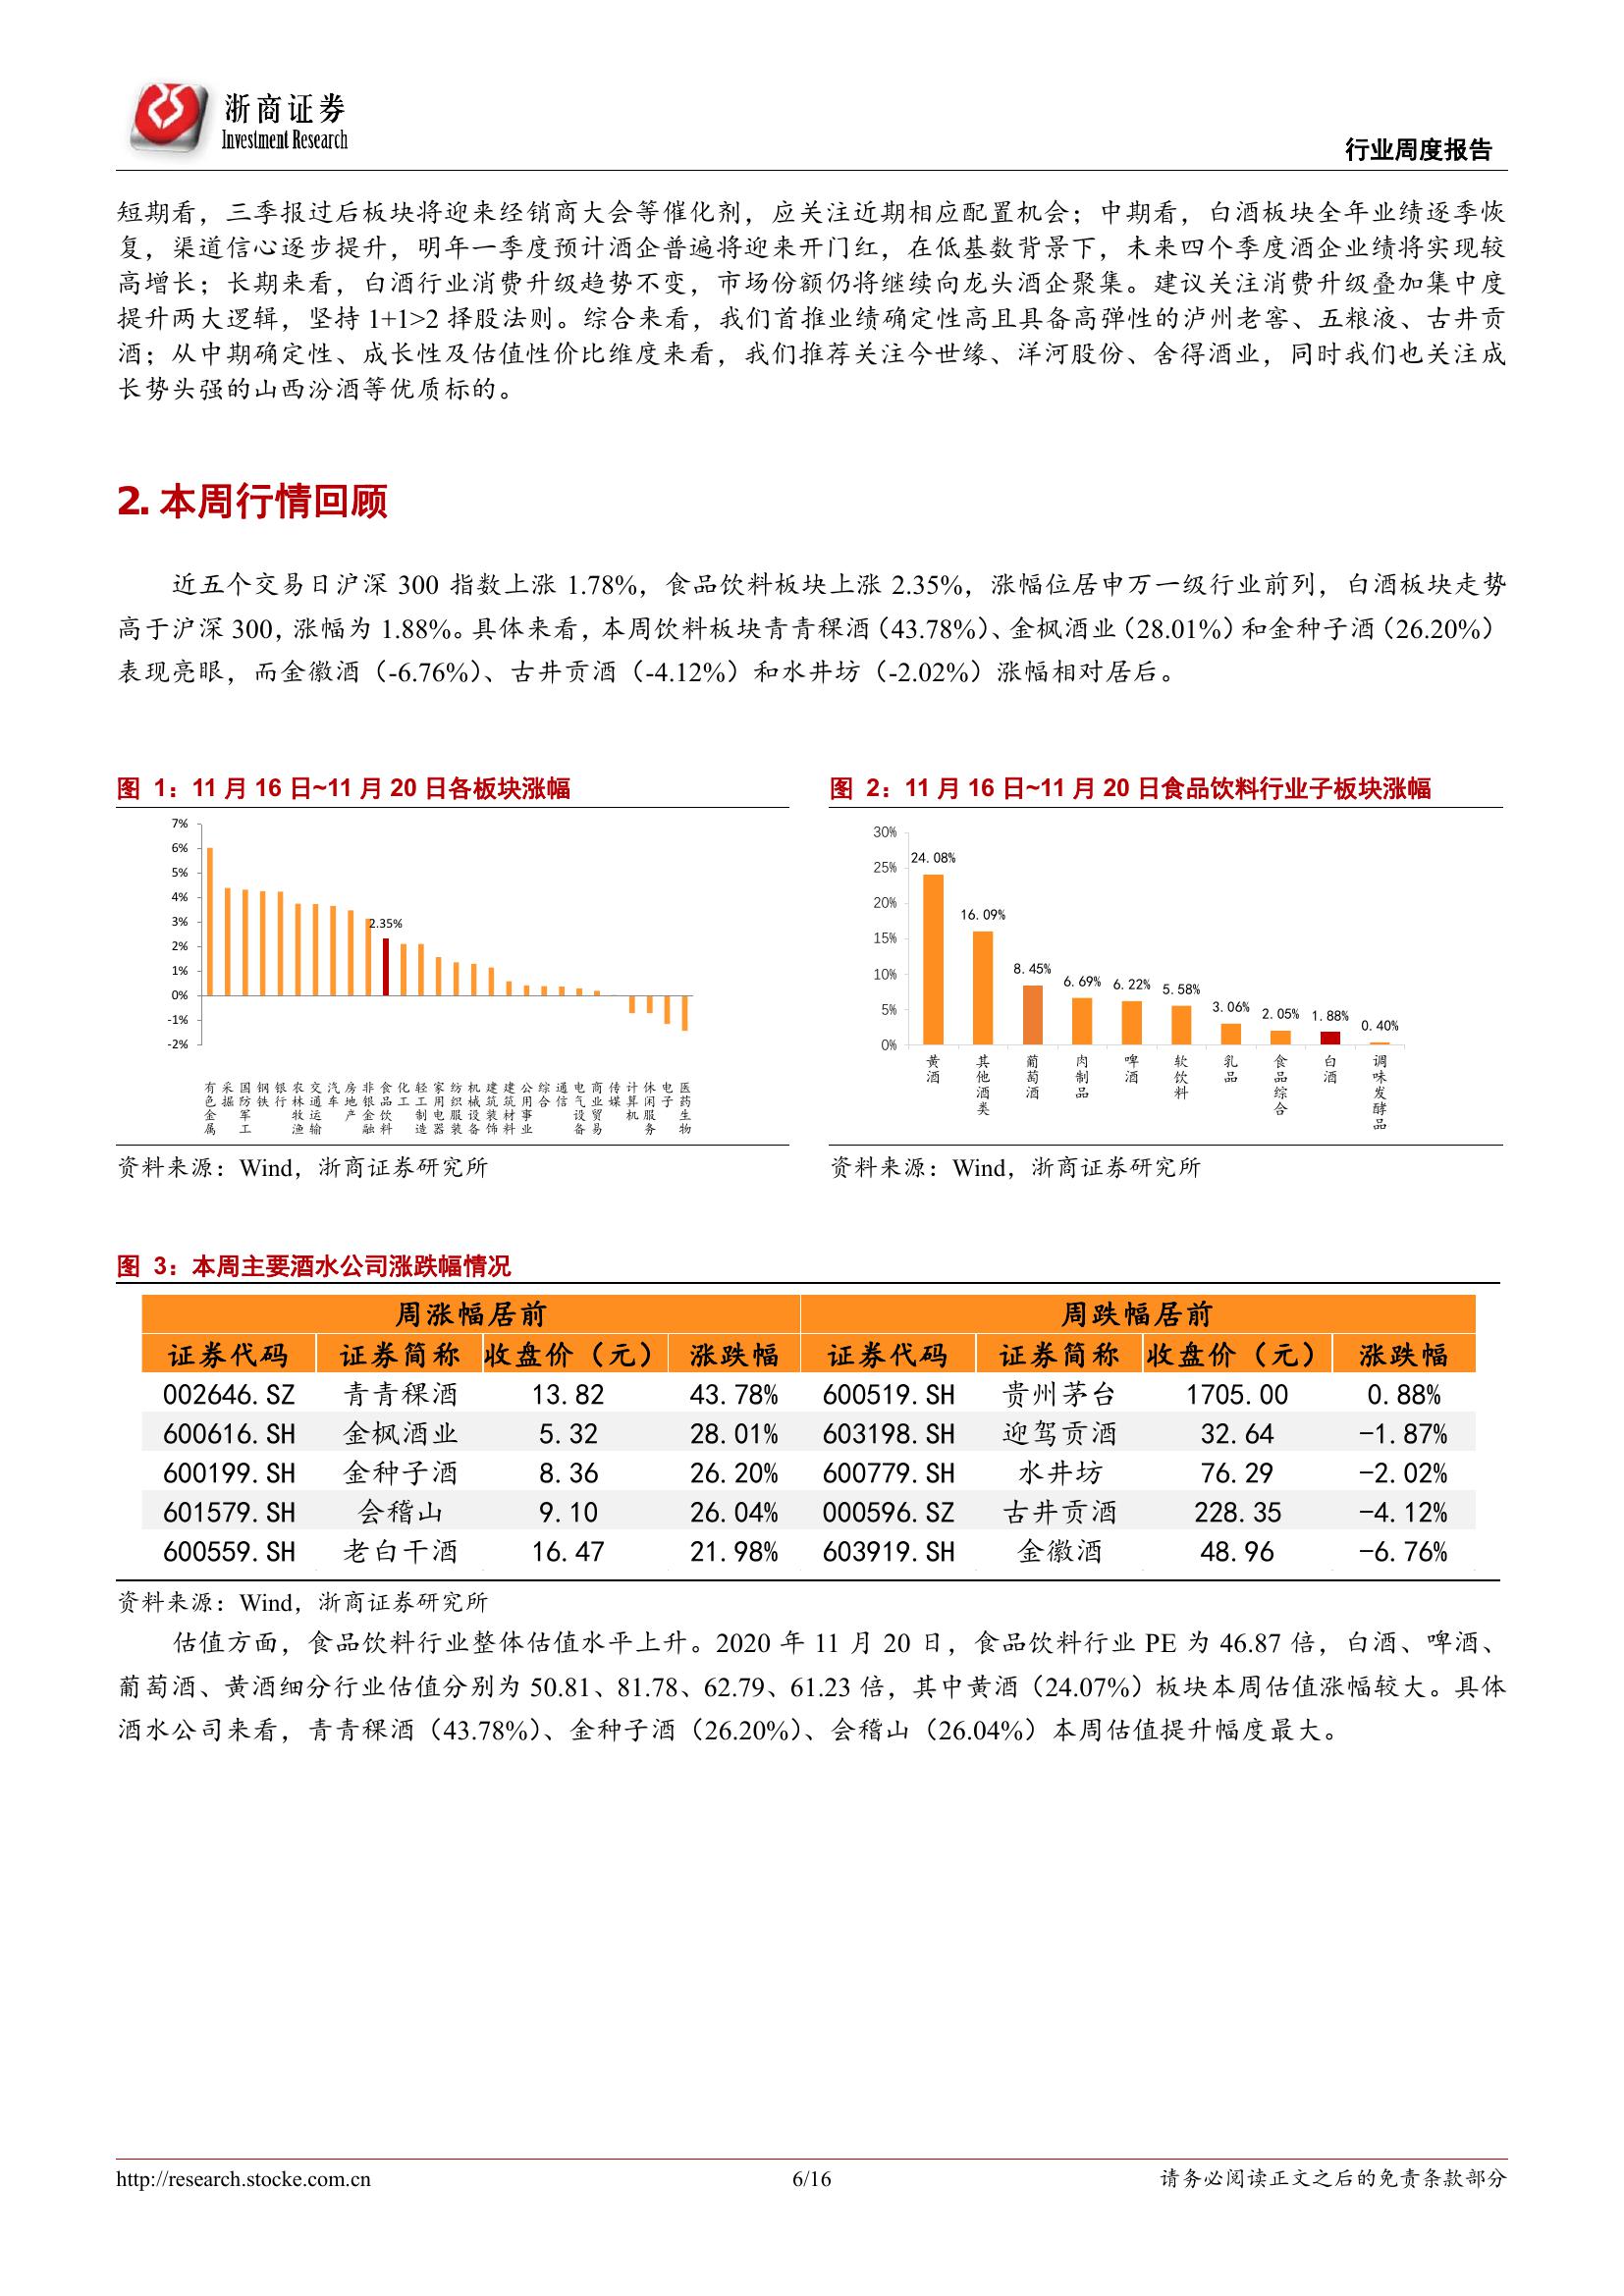 浙商证券
Investment Research
行业周度报告
短期看，三季报过后板块将迎来经销商大会等催化剂，应关注近期相应配置机会；中期看，白酒板块全年业绩逐季恢
复，渠道信心逐步提升，明年一季度预计酒企普遍将迎来开门红，在低基数背景下，未来四个季度酒企业绩将实现较
高增长；长期来看，白酒行业消费升级趋势不变，市场份额仍将继续向龙头酒企聚集。建议关注消费升级叠加集中度
提升两大逻辑，坚持 1+1>2 择股法则。综合来看，我们首推业绩确定性高且具备高弹性的泸州老窖、五粮液、古井贡
酒；从中期确定性、成长性及估值性价比维度来看，我们推荐关注今世缘、洋河股份、舍得酒业，同时我们也关注成
长势头强的山西汾酒等优质标的。
2. 本周行情回顾
近五个交易日沪深 300 指数上涨 1.78%，食品饮料板块上涨 2.35%，涨幅位居申万一级行业前列，白酒板块走势
高于沪深 300，涨幅为 1.88%。具体来看，本周饮料板块青青稞酒（43.78%）、金枫酒业（28.01%）和金种子酒（26.20%）
表现亮眼，而金徽酒（-6.76%）、古井贡酒（-4.12%）和水井坊（-2.02%）涨幅相对居后。
图 1：11 月 16 日~11 月 20 日各板块涨幅
7%
6%
5%
4%
3%
2%
1%
0%
-1%
-2%
2.35%
有色金属 采掘 国防军工 钢铁 银行 农林牧渔 交通运输 汽车 房地产 非银金融 食品饮料 化工 轻工制造 家用电器 纺织服装 机械设备 建筑装饰 建筑材料 公用事业 综合 通信 电气设备 商业贸易 传媒 计算机 休闲服务 电子 医药生物
资料来源：Wind，浙商证券研究所
图 2：11 月 16 日~11 月 20 日食品饮料行业子板块涨幅
30%
25%
20%
15%
10%
5%
0%
24.08% 16.09% 8.45% 6.69% 6.22% 5.58% 3.06% 2.05% 1.88% 0.40%
黄酒 其他酒类 葡萄酒 肉制品 啤酒 软饮料 乳品 食品综合 白酒 调味发酵品
资料来源：Wind，浙商证券研究所
图 3：本周主要酒水公司涨跌幅情况
周涨幅居前 周跌幅居前
证券代码 证券简称 收盘价（元） 涨跌幅 证券代码 证券简称 收盘价（元） 涨跌幅
002646.SZ 青青稞酒 13.82 43.78% 600519.SH 贵州茅台 1705.00 0.88%
600616.SH 金枫酒业 5.32 28.01% 603198.SH 迎驾贡酒 32.64 -1.87%
600199.SH 金种子酒 8.36 26.20% 600779.SH 水井坊 76.29 -2.02%
601579.SH 会稽山 9.10 26.04% 000596.SZ 古井贡酒 228.35 -4.12%
600559.SH 老白干酒 16.47 21.98% 603919.SH 金徽酒 48.96 -6.76%
资料来源：Wind，浙商证券研究所
估值方面，食品饮料行业整体估值水平上升。2020 年 11 月 20 日，食品饮料行业 PE 为 46.87 倍，白酒、啤酒、
葡萄酒、黄酒细分行业估值分别为 50.81、81.78、62.79、61.23 倍，其中黄酒（24.07%）板块本周估值涨幅较大。具体
酒水公司来看，青青稞酒（43.78%）、金种子酒（26.20%）、会稽山（26.04%）本周估值提升幅度最大。
http://research.stocke.com.cn
6/16
请务必阅读正文之后的免责条款部分